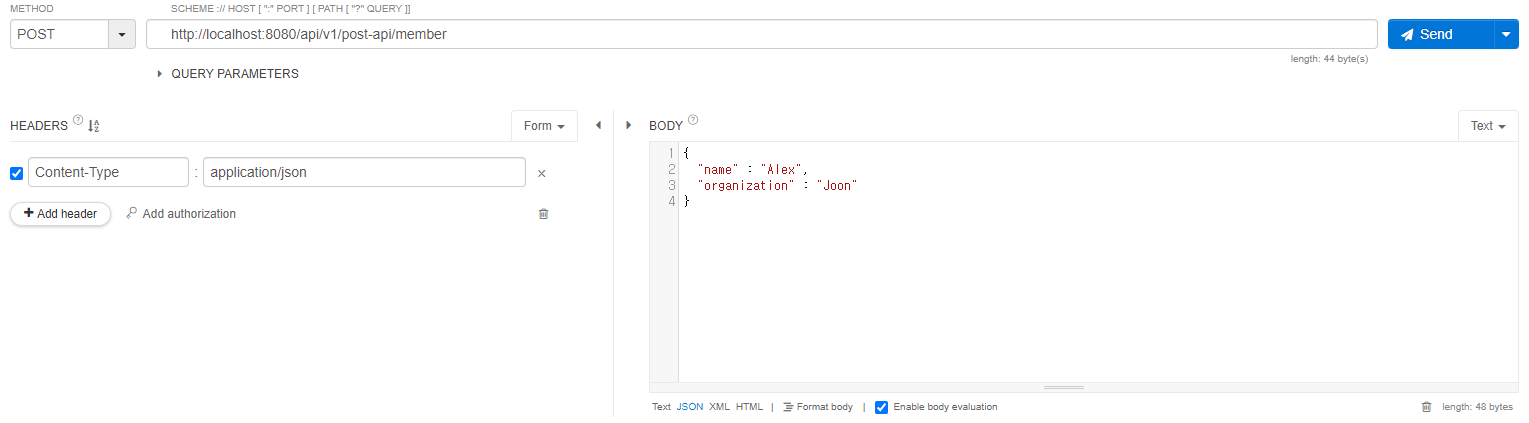 METHOD
SCHEME :// HOST [ ":" PORT ] [ PATH [ "?" QUERY ]]
POST
http://localhost:8080/api/v1/post-api/member
Send
length: 44 byte(s)
QUERY PARAMETERS
HEADERS ? A Z
Form
BODY ?
Text
Content-Type : application/json ×
+ Add header
Add authorization
1 {
2 "name" : "Alex",
3 "organization" : "Joon"
4 }
Text JSON XML HTML | Format body | Enable body evaluation
length: 48 bytes